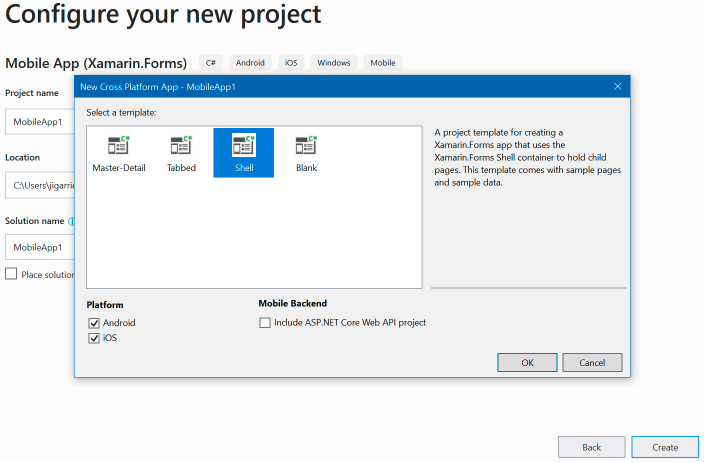 Configure your new project
Mobile App (Xamarin.Forms) C# Android iOS Windows Mobile
Project name
MobileApp1
Location
C:\Users\jigarrio
Solution name
MobileApp1
Place solution
New Cross Platform App - MobileApp1
Select a template:
C# C# C# C#
Master-Detail Tabbed Shell Blank
A project template for creating a
Xamarin.Forms app that uses the
Xamarin.Forms Shell container to hold child
pages. This template comes with sample pages
and sample data.
Platform
Android
iOS
Mobile Backend
Include ASP.NET Core Web API project
OK Cancel
Back Create